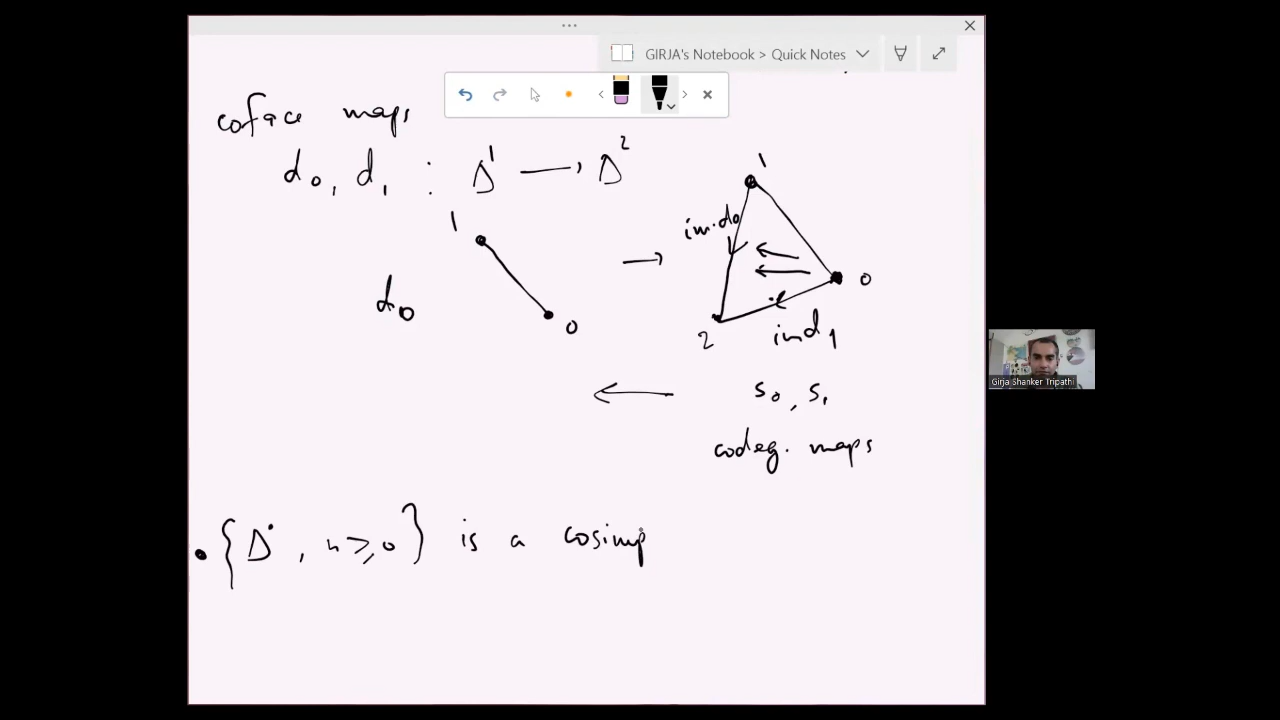 GIRJA's Notebook > Quick Notes
coface maps
d₀, d₁ : Δ¹ ⟶ Δ²
1
1
im. d₀
→
0
d₀
0
2
im d₁
⟵ s₀, s₁
codeg. maps
• {Δ^•, n ≥ 0} is a cosimp
Girja Shanker Tripathi